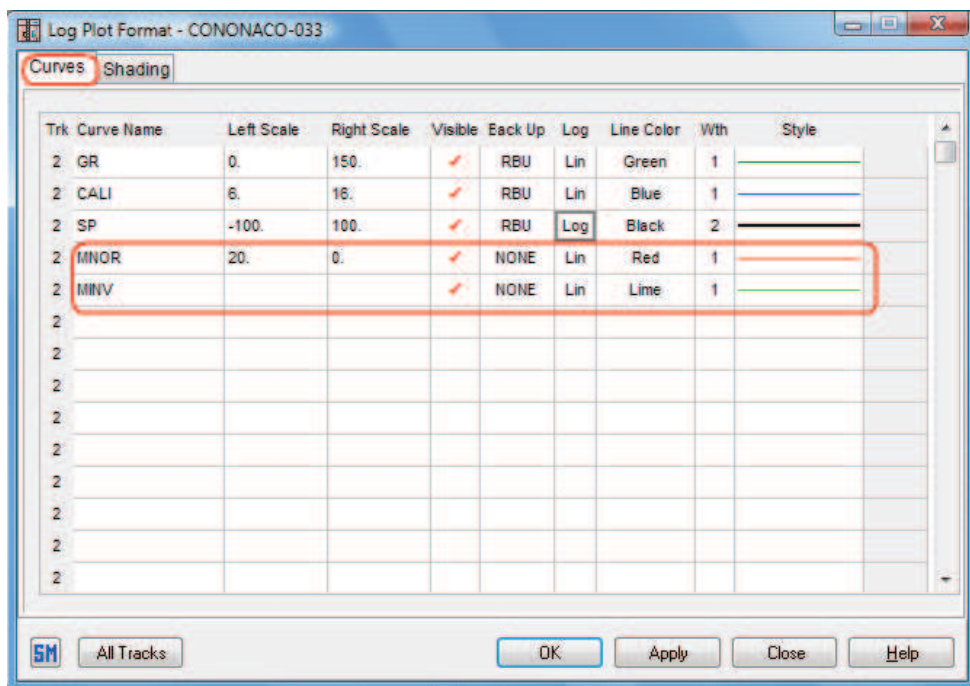 Log Plot Format - CONONACO-033
Curves Shading
Trk Curve Name Left Scale Right Scale Visible Back Up Log Line Color Wth Style
2 GR 0. 150. ✓ RBU Lin Green 1
2 CALI 6. 16. ✓ RBU Lin Blue 1
2 SP -100. 100. ✓ RBU Log Black 2
2 MNOR 20. 0. ✓ NONE Lin Red 1
2 MINV ✓ NONE Lin Lime 1
2
2
2
2
2
2
2
2
2
SM All Tracks OK Apply Close Help